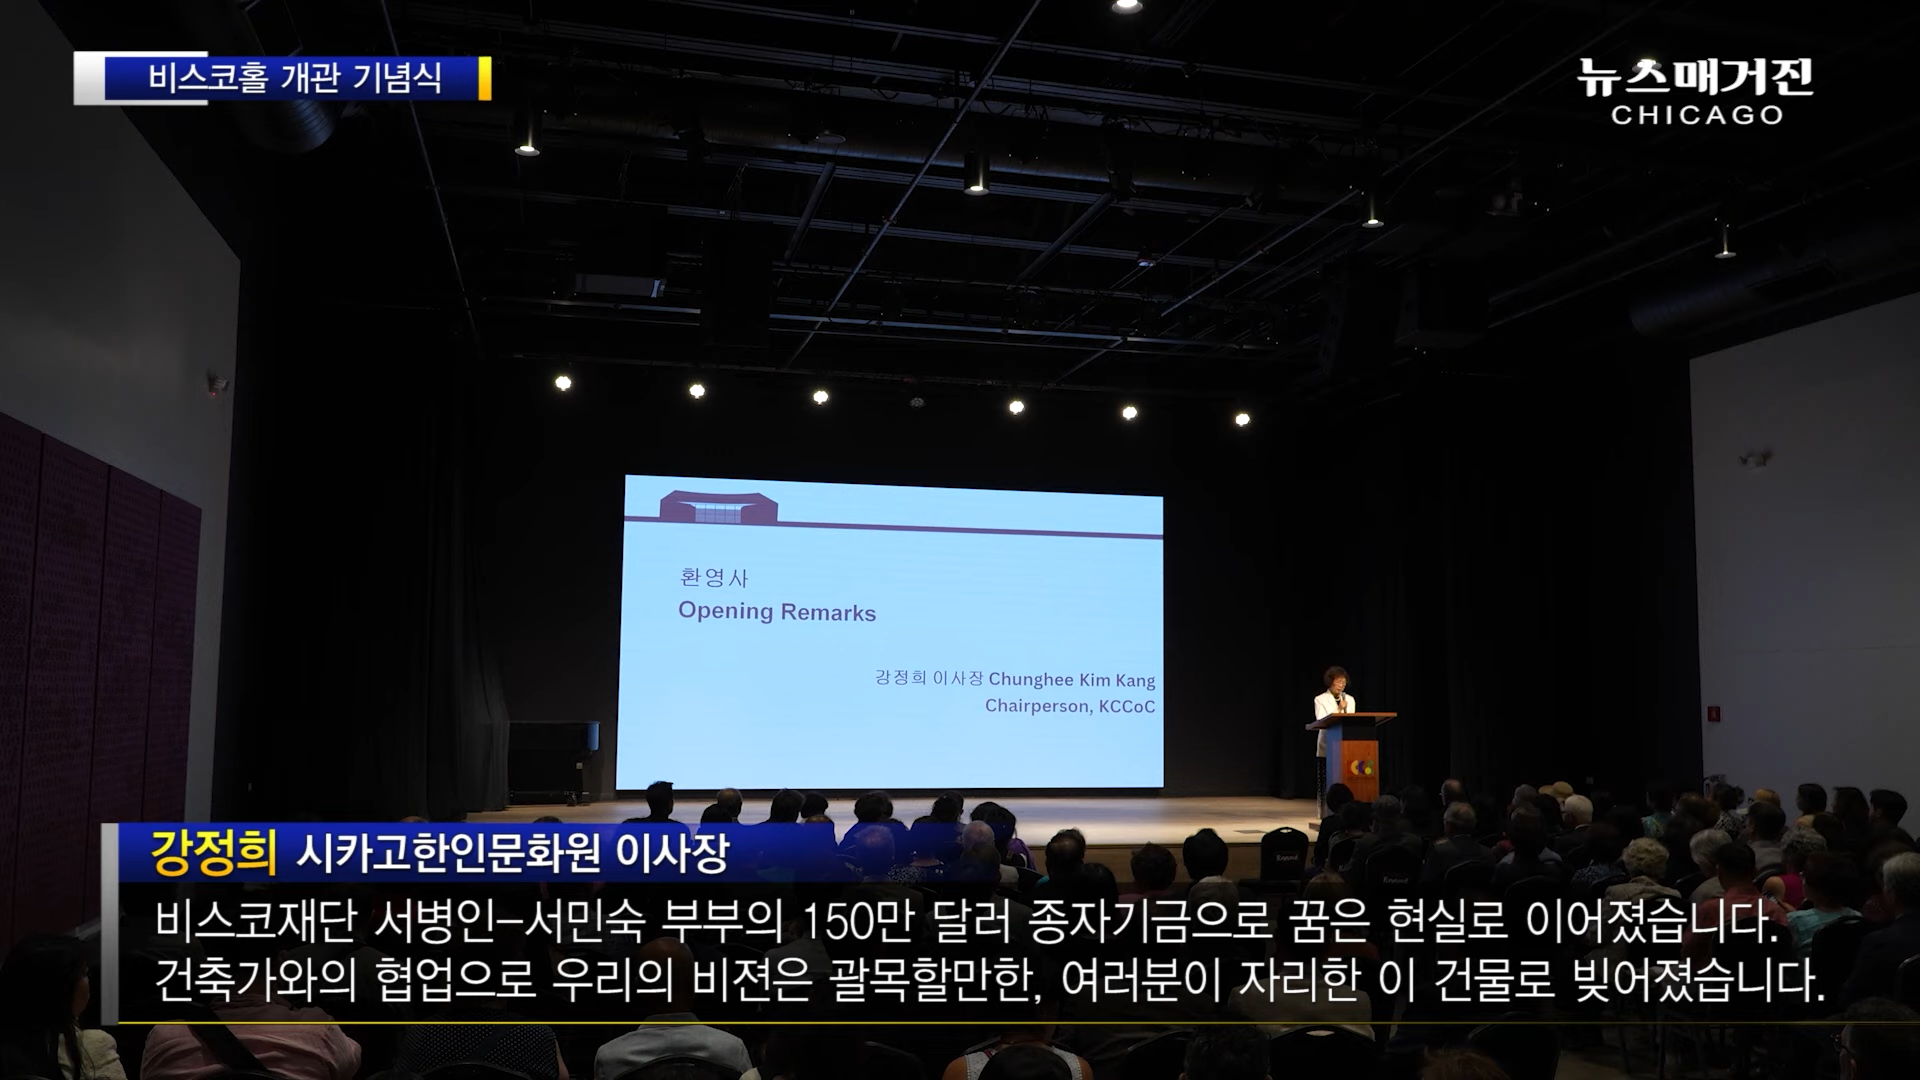 비스코홀 개관 기념식
뉴스매거진
CHICAGO
환영사
Opening Remarks
강정희 이사장 Chunghee Kim Kang
Chairperson, KCCoC
강정희 시카고한인문화원 이사장
비스코재단 서병인-서민숙 부부의 150만 달러 종자기금으로 꿈은 현실로 이어졌습니다.
건축가와의 협업으로 우리의 비젼은 괄목할만한, 여러분이 자리한 이 건물로 빚어졌습니다.